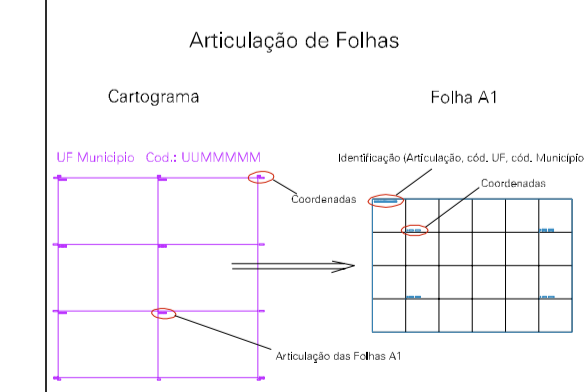 Articulação de Folhas
Cartograma
Folha A1
UF Municipio Cod.: UUMMMMM
Identificação (Articulação, cód. UF, cód. Município
Coordenadas
Coordenadas
Articulação das Folhas A1